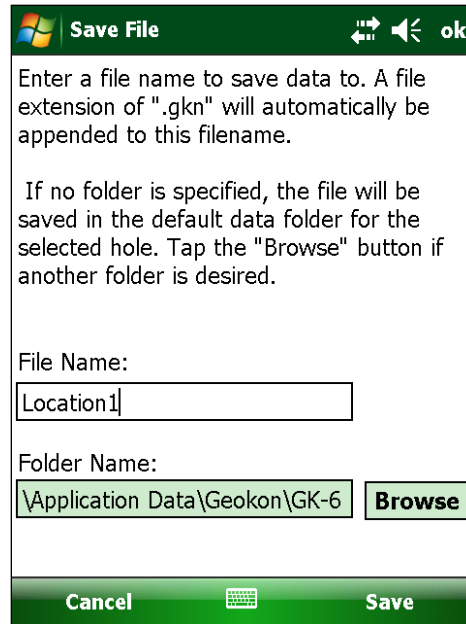 Save File
ok
Enter a file name to save data to. A file
extension of ".gkn" will automatically be
appended to this filename.
If no folder is specified, the file will be
saved in the default data folder for the
selected hole. Tap the "Browse" button if
another folder is desired.
File Name:
Location1
Folder Name:
\Application Data\Geokon\GK-6
Browse
Cancel
Save